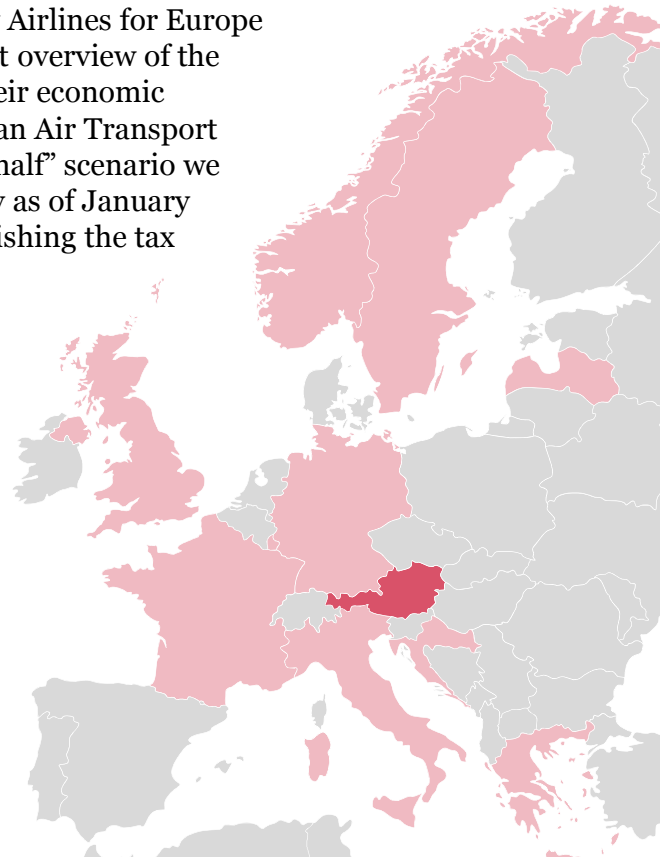 Airlines for Europe
t overview of the
eir economic
an Air Transport
half” scenario we
y as of January
ishing the tax